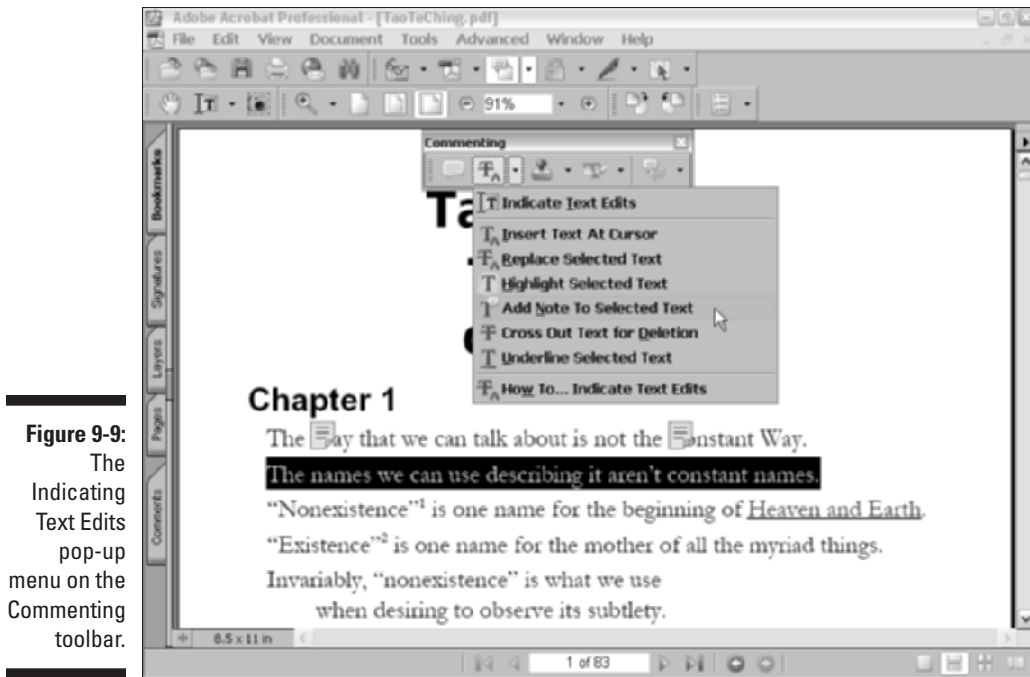 Adobe Acrobat Professional - [TaoTeChing.pdf]
File Edit View Document Tools Advanced Window Help
91%
Commenting
Ta
Indicate Text Edits
Insert Text At Cursor
Replace Selected Text
Highlight Selected Text
Add Note To Selected Text
Cross Out Text for Deletion
Underline Selected Text
How To... Indicate Text Edits
Bookmarks
Signatures
Layers
Pages
Comments
Chapter 1
The ay that we can talk about is not the nstant Way.
The names we can use describing it aren't constant names.
“Nonexistence”¹ is one name for the beginning of Heaven and Earth.
“Existence”² is one name for the mother of all the myriad things.
Invariably, “nonexistence” is what we use
when desiring to observe its subtlety.
8.5 x 11 in
1 of 83
Figure 9-9:
The
Indicating
Text Edits
pop-up
menu on the
Commenting
toolbar.